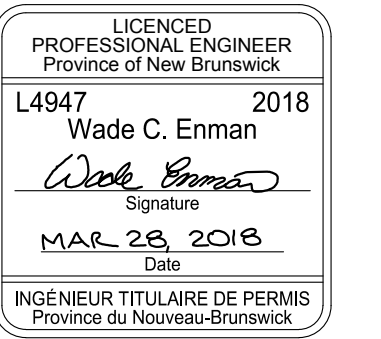 LICENCED
PROFESSIONAL ENGINEER
Province of New Brunswick
L4947 2018
Wade C. Enman
Wade Enman
Signature
MAR 28, 2018
Date
INGÉNIEUR TITULAIRE DE PERMIS
Province du Nouveau-Brunswick